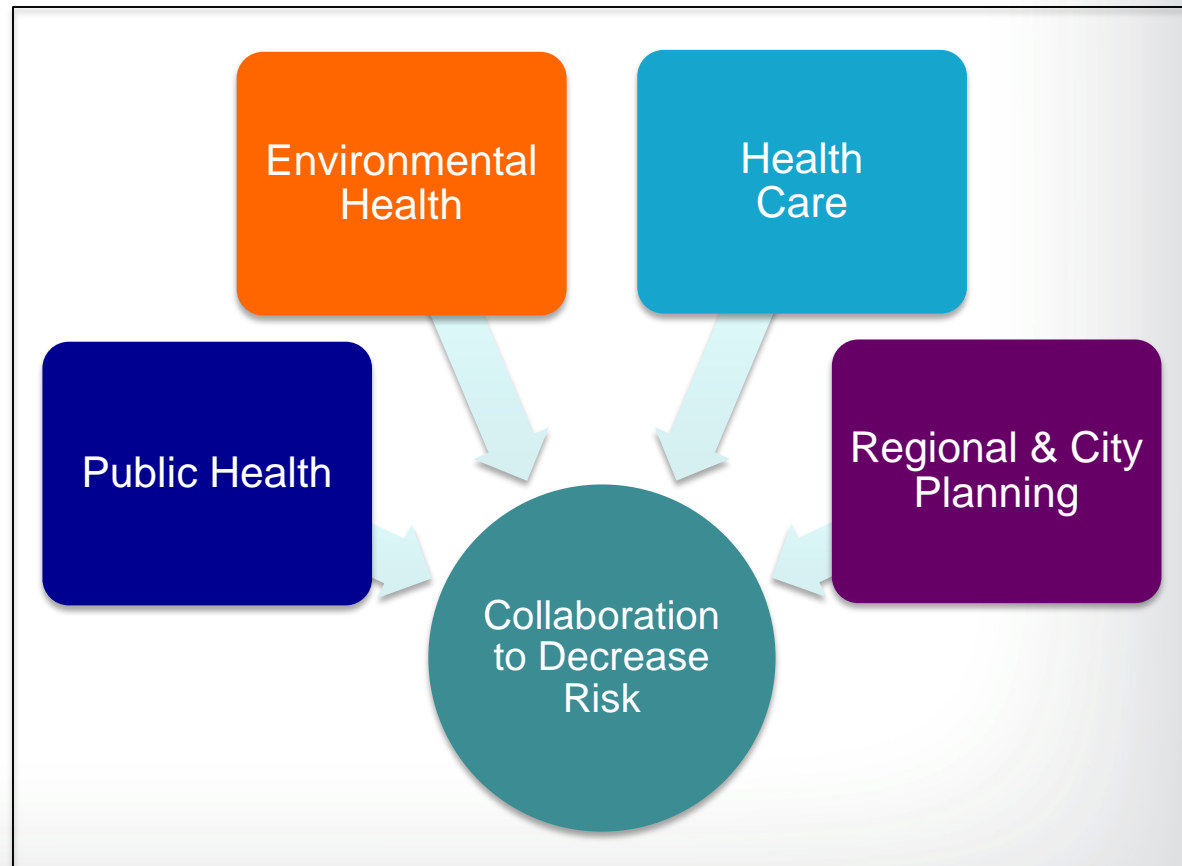 Environmental
Health
Health
Care
Public Health
Regional & City
Planning
Collaboration
to Decrease
Risk